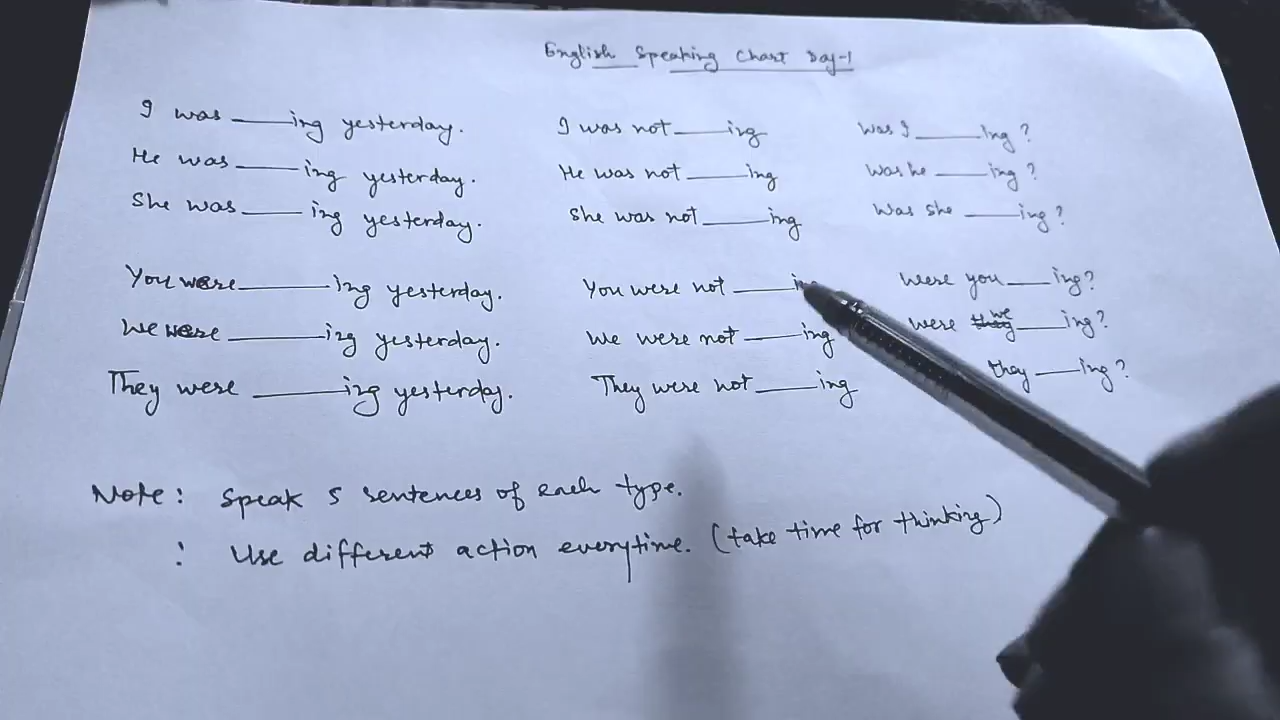 English Speaking Chart Day-1
I was ____ing yesterday. I was not ____ing Was I ____ing?
He was ____ing yesterday. He was not ____ing Was he ____ing?
She was ____ing yesterday. She was not ____ing Was she ____ing?
You were ____ing yesterday. You were not ____in Were you ____ing?
We were ____ing yesterday. We were not ____ing Were we ____ing?
They were ____ing yesterday. They were not ____ing they ____ing?
Note: Speak 5 sentences of each type.
: Use different action everytime. (take time for thinking)